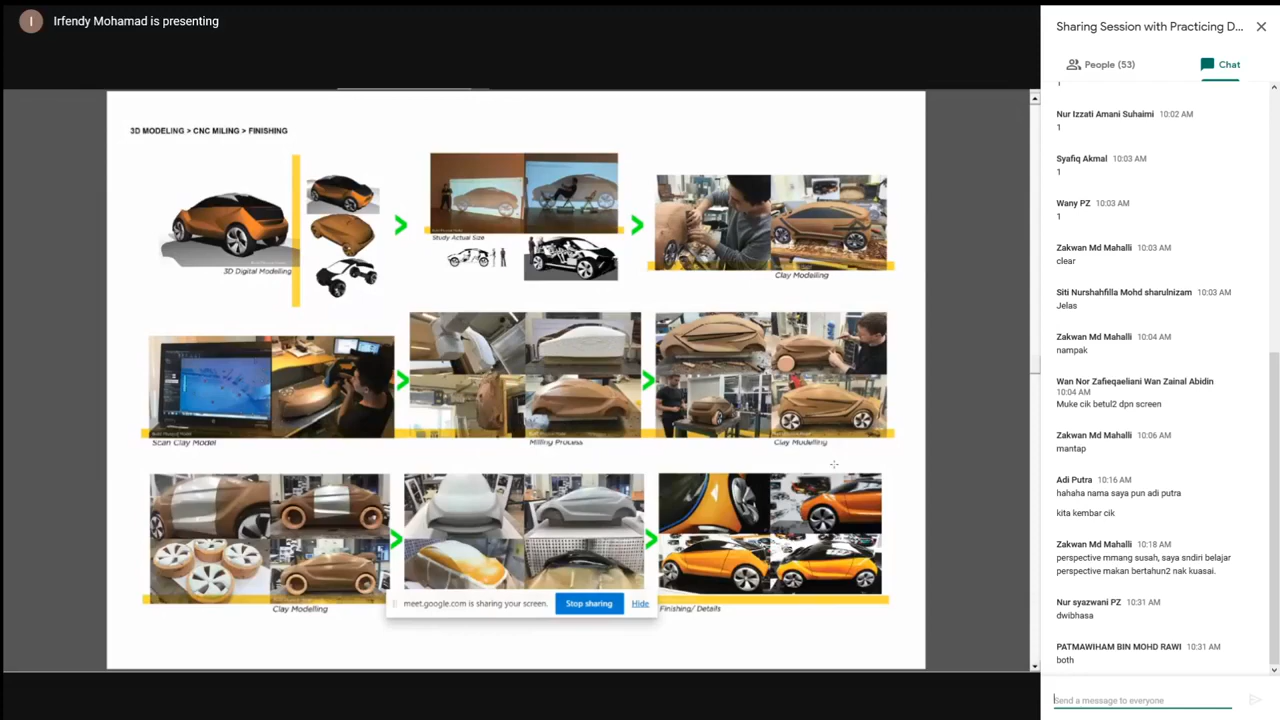 I
Irfendy Mohamad is presenting
Sharing Session with Practicing D...
People (53)
Chat
3D MODELING > CNC MILING > FINISHING
3D Digital Modelling
Study Actual Size
Clay Modelling
Scan Clay Model
Milling Process
Clay Modelling
Clay Modelling
Finishing/ Details
meet.google.com is sharing your screen.
Stop sharing
Hide
1
Nur Izzati Amani Suhaimi 10:02 AM
1
Syafiq Akmal 10:03 AM
1
Wany PZ 10:03 AM
1
Zakwan Md Mahalli 10:03 AM
clear
Siti Nurshahfilla Mohd sharulnizam 10:03 AM
Jelas
Zakwan Md Mahalli 10:04 AM
nampak
Wan Nor Zafieqaeliani Wan Zainal Abidin
10:04 AM
Muke cik betul2 dpn screen
Zakwan Md Mahalli 10:06 AM
mantap
Adi Putra 10:16 AM
hahaha nama saya pun adi putra
kita kembar cik
Zakwan Md Mahalli 10:18 AM
perspective mmang susah, saya sndiri belajar
perspective makan bertahun2 nak kuasai.
Nur syazwani PZ 10:31 AM
dwibhasa
PATMAWIHAM BIN MOHD RAWI 10:31 AM
both
Send a message to everyone